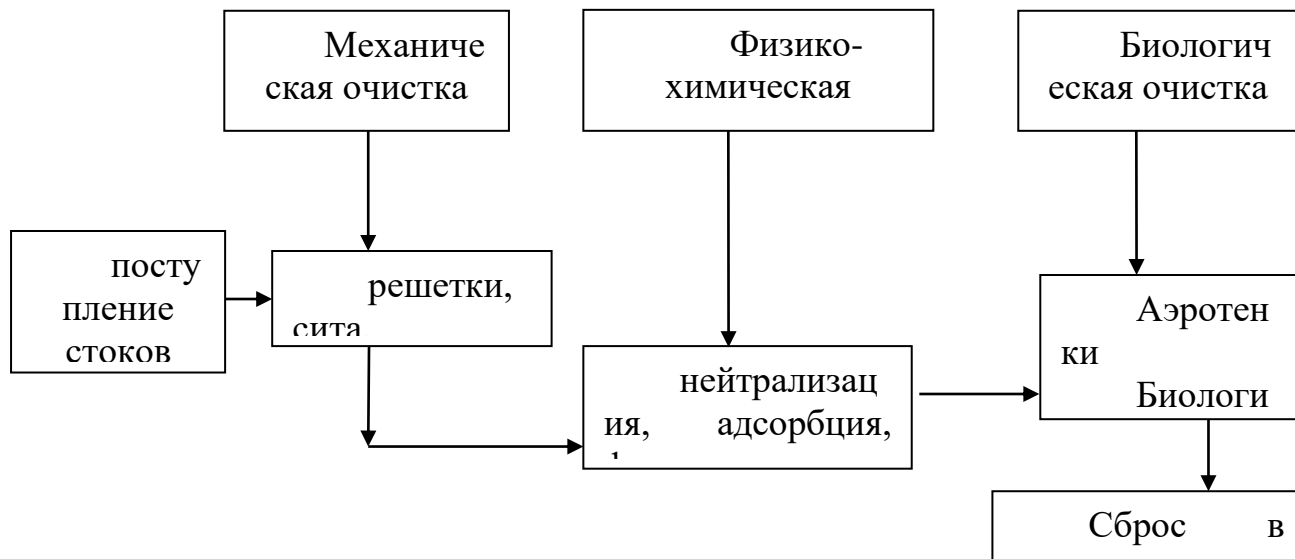 Механиче
ская очистка
Физико-
химическая
Биологич
еская очистка
посту
пление
стоков
решетки,
сита
нейтрализац
ия, адсорбция,
Аэротен
ки
Биологи
Сброс в